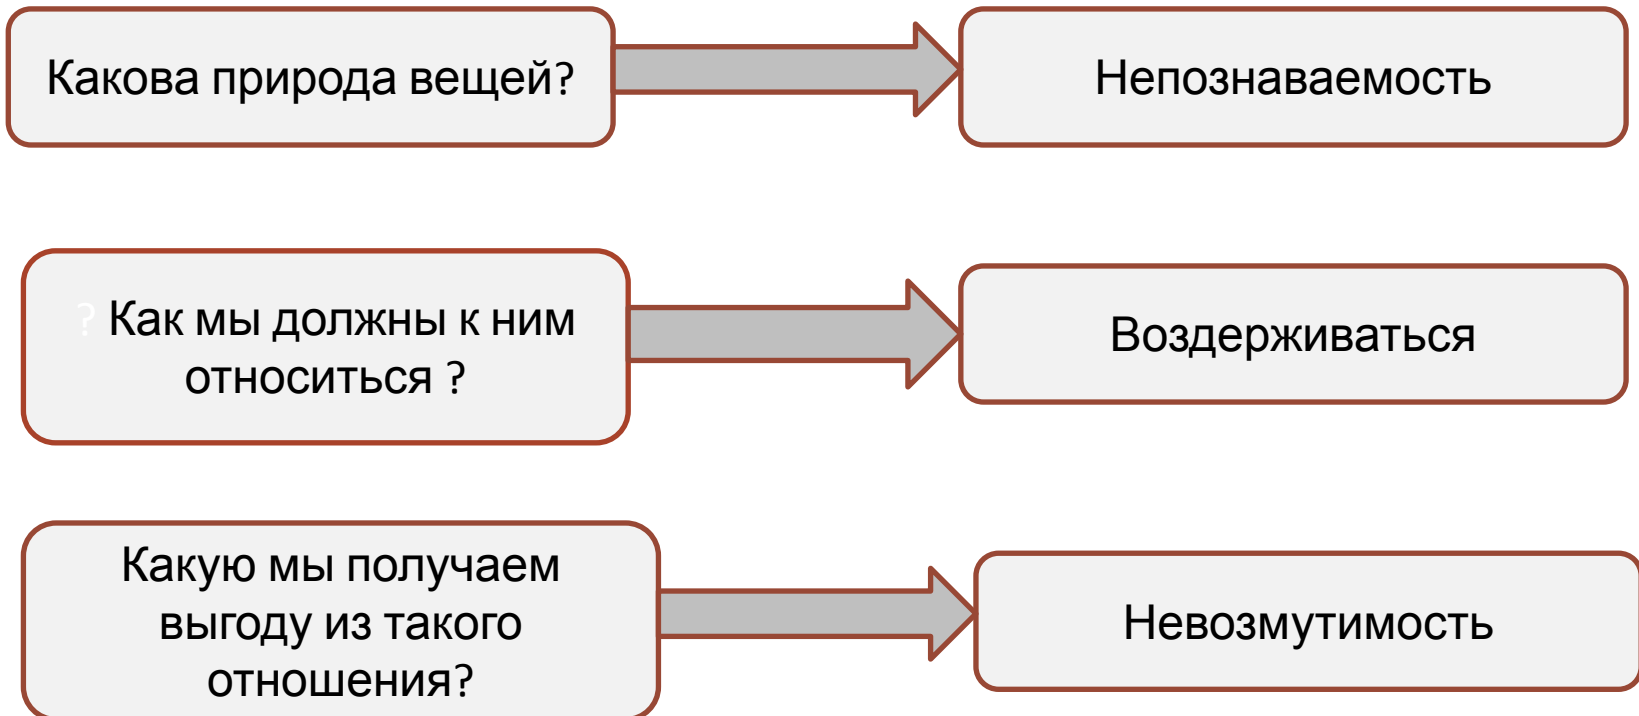 Какова природа вещей?
Непознаваемость
? Как мы должны к ним
относиться ?
Воздерживаться
Какую мы получаем
выгоду из такого
отношения?
Невозмутимость